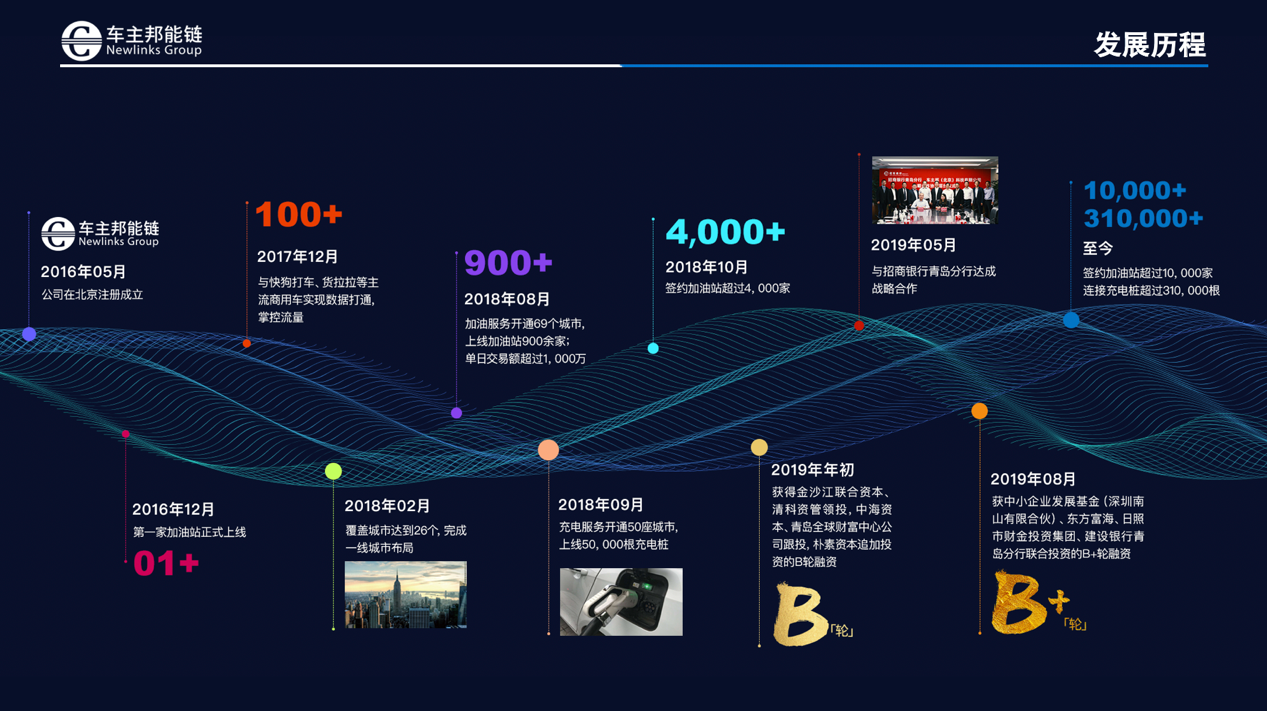 车主邦能链
Newlinks Group
发展历程
车主邦能链
Newlinks Group
2016年05月
公司在北京注册成立
2016年12月
第一家加油站正式上线
01+
100+
2017年12月
与快狗打车、货拉拉等主
流商用车实现数据打通,
掌控流量
2018年02月
覆盖城市达到26个, 完成
一线城市布局
900+
2018年08月
加油服务开通69个城市,
上线加油站900余家;
单日交易额超过1, 000万
2018年09月
充电服务开通50座城市,
上线50, 000根充电桩
4,000+
2018年10月
签约加油站超过4, 000家
2019年年初
获得金沙江联合资本、
清科资管领投, 中海资
本、青岛全球财富中心公
司跟投, 朴素资本追加投
资的B轮融资
B「轮」
2019年05月
与招商银行青岛分行达成
战略合作
2019年08月
获中小企业发展基金（深圳南
山有限合伙）、东方富海、日照
市财金投资集团、建设银行青
岛分行联合投资的B+轮融资
B+「轮」
10,000+
310,000+
至今
签约加油站超过10, 000家
连接充电桩超过310, 000根